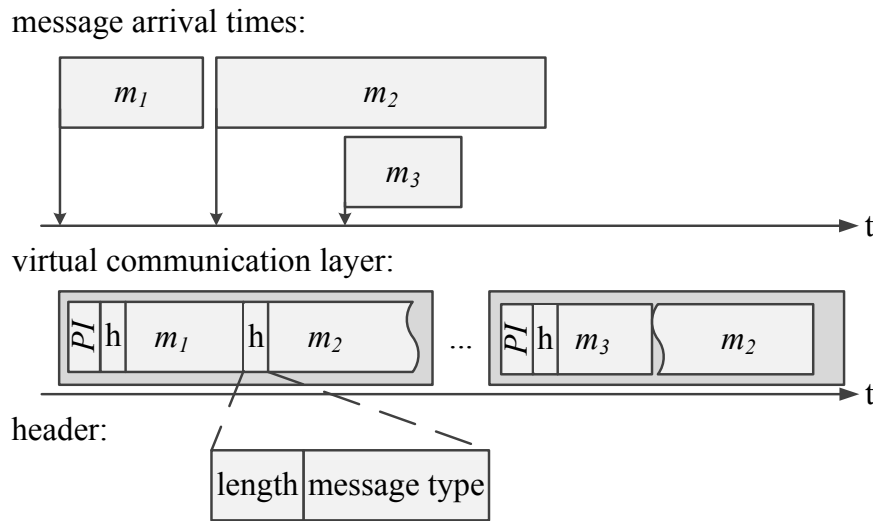 message arrival times:
m1 m2
m3
t
virtual communication layer:
PI h m1 h m2 ... PI h m3 m2
t
header:
length message type